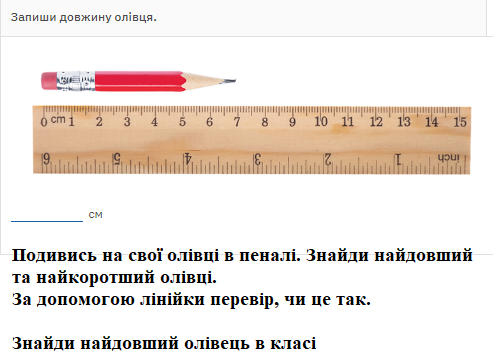 Запиши довжину олівця.
0 cm 1 2 3 4 5 6 7 8 9 10 11 12 13 14 15
6 5 4 3 2 1 inch
см
Подивись на свої олівці в пеналі. Знайди найдовший
та найкоротший олівці.
За допомогою лінійки перевір, чи це так.
Знайди найдовший олівець в класі